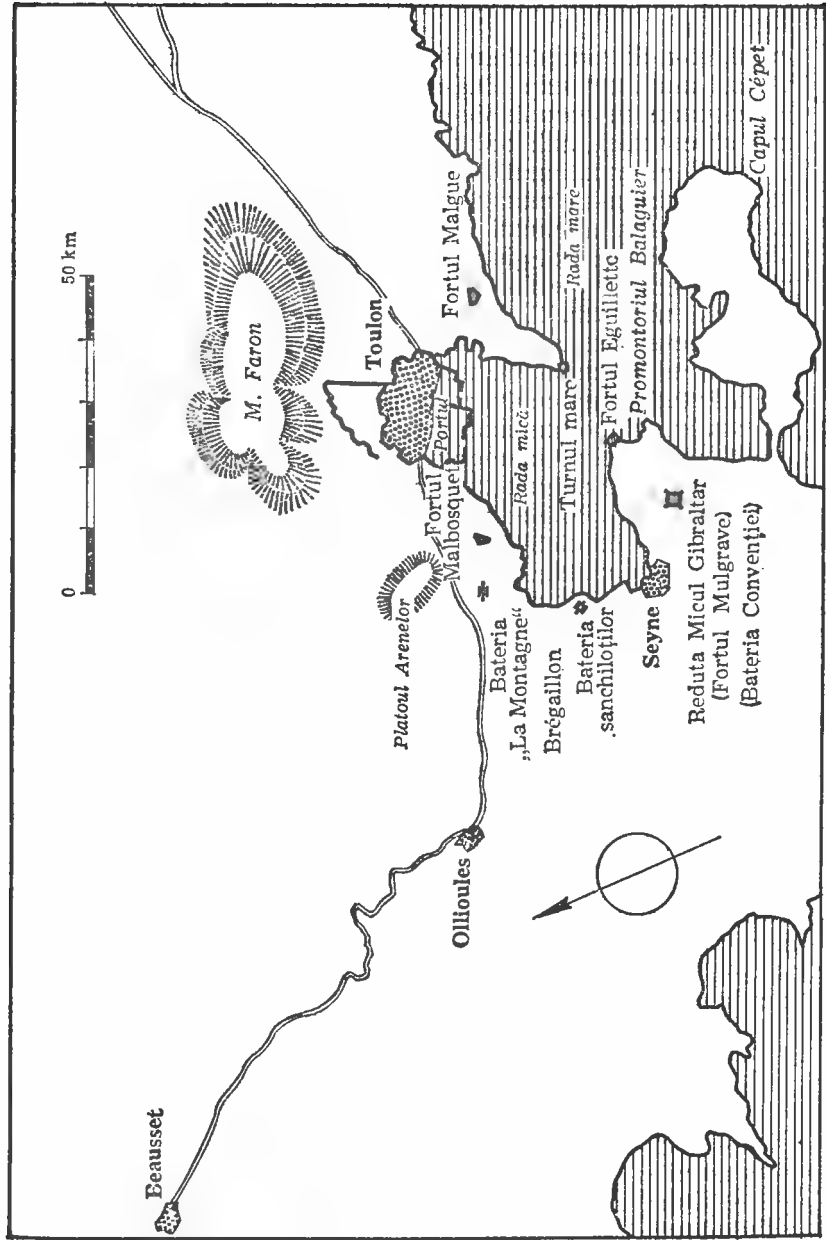 0
50 km
M. Faron
Toulon
Platoul Arenelor
Fortul
Malbosquet
Portul
Fortul Malgue
Rada mică
Rada mare
Turnul mare
Fortul Eguillette
Promontoriul Balaguier
Capul Cépet
Bateria
„La Montagne“
Brégaillon
Bateria
sanchiloților
Seyne
Reduta Micul Gibraltar
(Fortul Mulgrave)
(Bateria Convenției)
Ollioules
Beausset